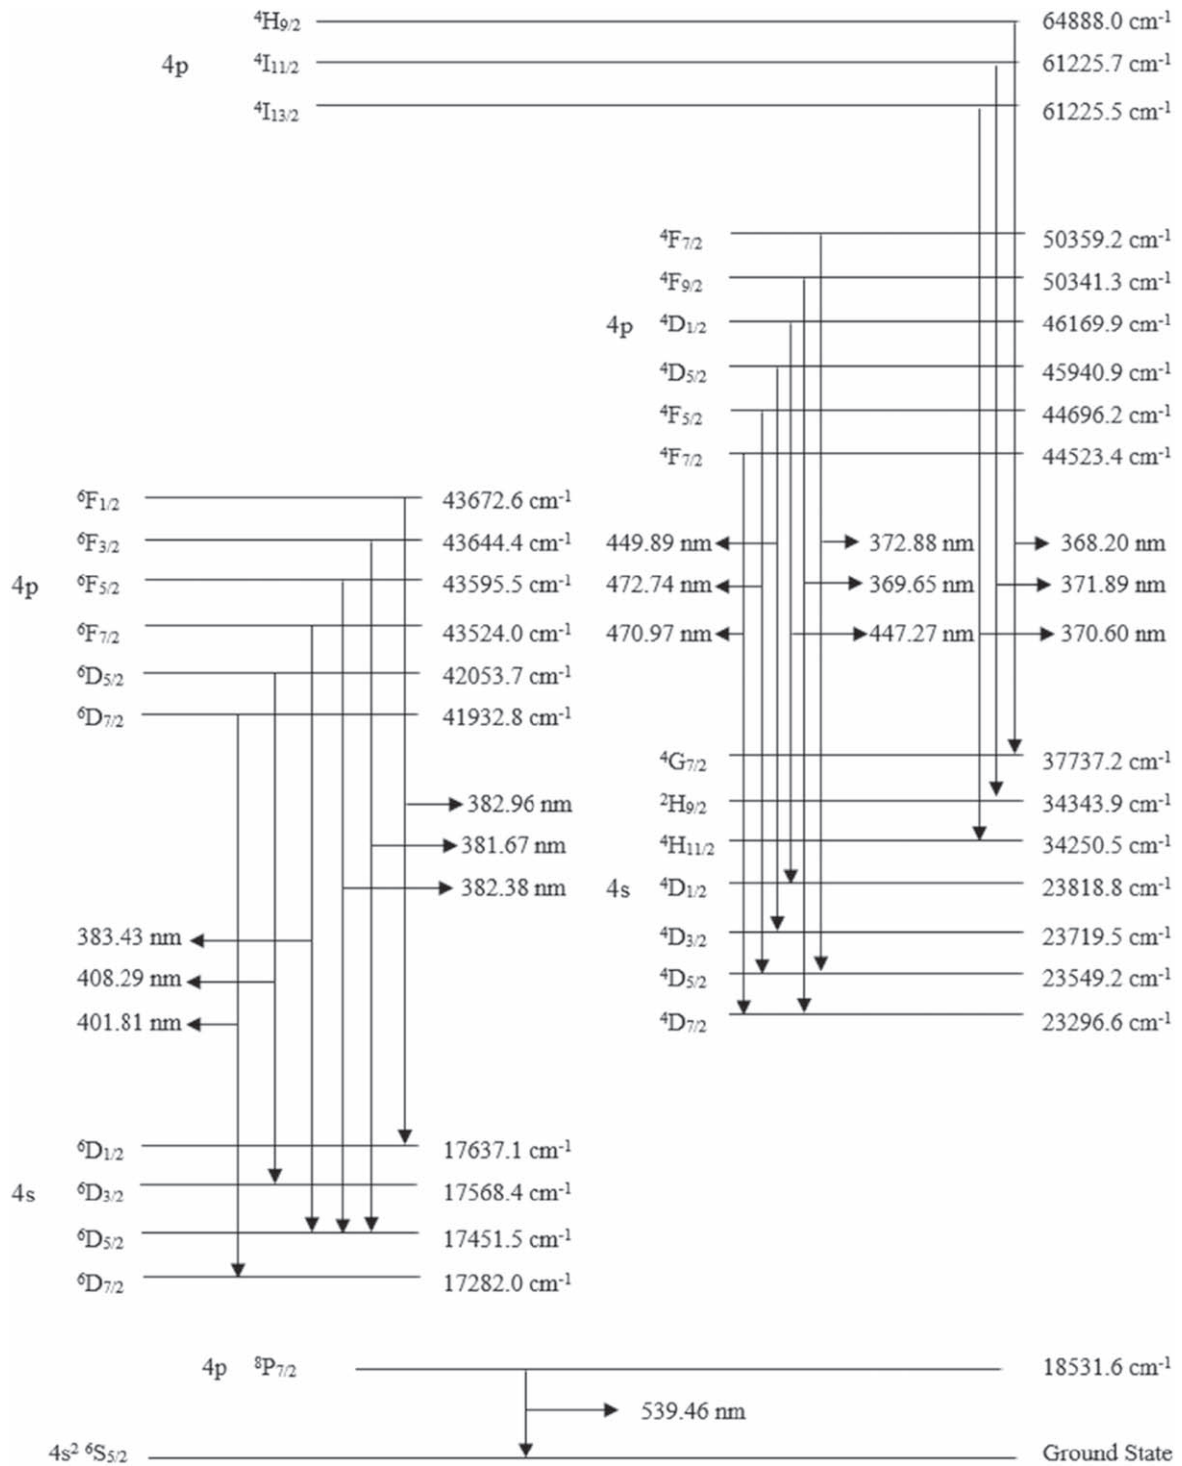 ⁴H9/2 64888.0 cm⁻¹
4p ⁴I11/2 61225.7 cm⁻¹
⁴I13/2 61225.5 cm⁻¹
⁴F7/2 50359.2 cm⁻¹
⁴F9/2 50341.3 cm⁻¹
4p ⁴D1/2 46169.9 cm⁻¹
⁴D5/2 45940.9 cm⁻¹
⁴F5/2 44696.2 cm⁻¹
⁴F7/2 44523.4 cm⁻¹
⁶F1/2 43672.6 cm⁻¹
⁶F3/2 43644.4 cm⁻¹
4p ⁶F5/2 43595.5 cm⁻¹
⁶F7/2 43524.0 cm⁻¹
⁶D5/2 42053.7 cm⁻¹
⁶D7/2 41932.8 cm⁻¹
449.89 nm 372.88 nm 368.20 nm
472.74 nm 369.65 nm 371.89 nm
470.97 nm 447.27 nm 370.60 nm
⁴G7/2 37737.2 cm⁻¹
²H9/2 34343.9 cm⁻¹
⁴H11/2 34250.5 cm⁻¹
4s ⁴D1/2 23818.8 cm⁻¹
⁴D3/2 23719.5 cm⁻¹
⁴D5/2 23549.2 cm⁻¹
⁴D7/2 23296.6 cm⁻¹
382.96 nm
381.67 nm
382.38 nm
383.43 nm
408.29 nm
401.81 nm
⁶D1/2 17637.1 cm⁻¹
4s ⁶D3/2 17568.4 cm⁻¹
⁶D5/2 17451.5 cm⁻¹
⁶D7/2 17282.0 cm⁻¹
4p ⁸P7/2 18531.6 cm⁻¹
539.46 nm
4s² ⁶S5/2 Ground State